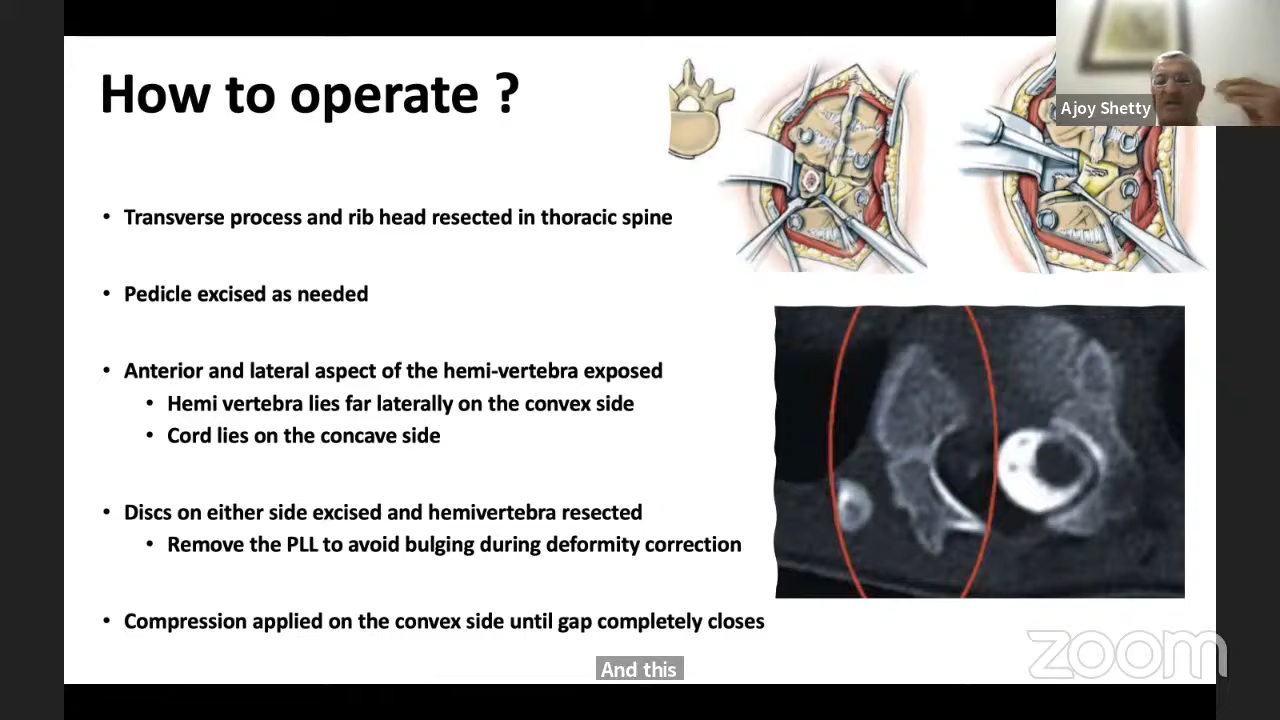 How to operate ?
Ajoy Shetty
• Transverse process and rib head resected in thoracic spine
• Pedicle excised as needed
• Anterior and lateral aspect of the hemi-vertebra exposed
• Hemi vertebra lies far laterally on the convex side
• Cord lies on the concave side
• Discs on either side excised and hemivertebra resected
• Remove the PLL to avoid bulging during deformity correction
• Compression applied on the convex side until gap completely closes
And this
zoom